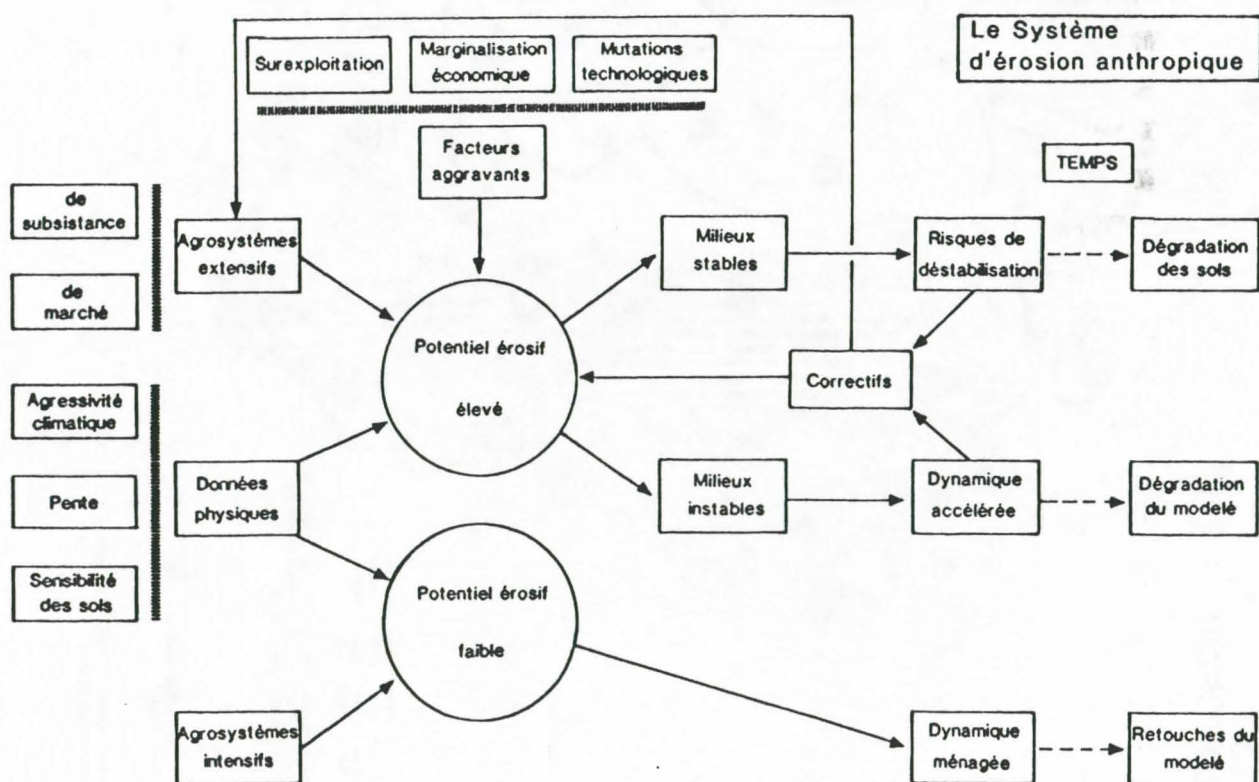 Le Système
d'érosion anthropique
Surexploitation
Marginalisation
économique
Mutations
technologiques
Facteurs
aggravants
TEMPS
de
subsistance
de
marché
Agrosystèmes
extensifs
Milieux
stables
Risques de
déstabilisation
Dégradation
des sols
Potentiel érosif
élevé
Correctifs
Agressivité
climatique
Pente
Sensibilité
des sols
Données
physiques
Milieux
instables
Dynamique
accélérée
Dégradation
du modelé
Potentiel érosif
faible
Agrosystèmes
intensifs
Dynamique
ménagée
Retouches du
modelé